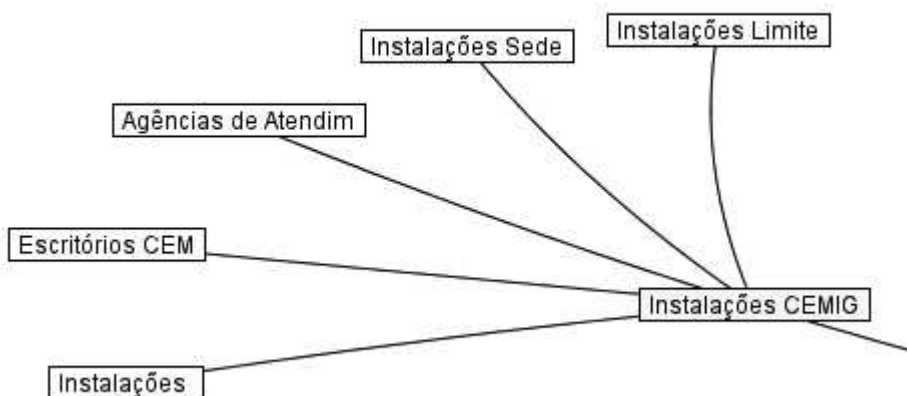 Instalações Limite
Instalações Sede
Agências de Atendim
Escritórios CEM
Instalações CEMIG
Instalações